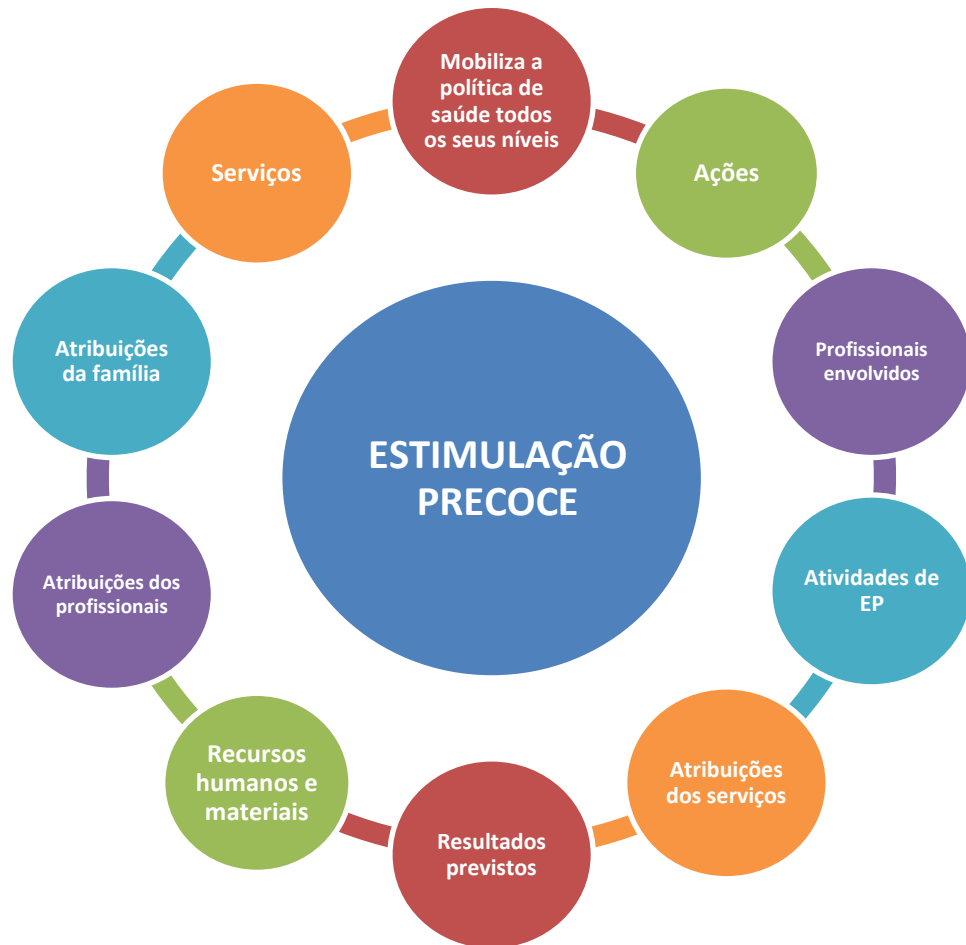 Mobiliza a
política de
saúde todos
os seus níveis
Ações
Profissionais
envolvidos
Atividades de
EP
Atribuições
dos serviços
Resultados
previstos
Recursos
humanos e
materiais
Atribuições dos
profissionais
Atribuições
da família
Serviços
ESTIMULAÇÃO
PRECOCE